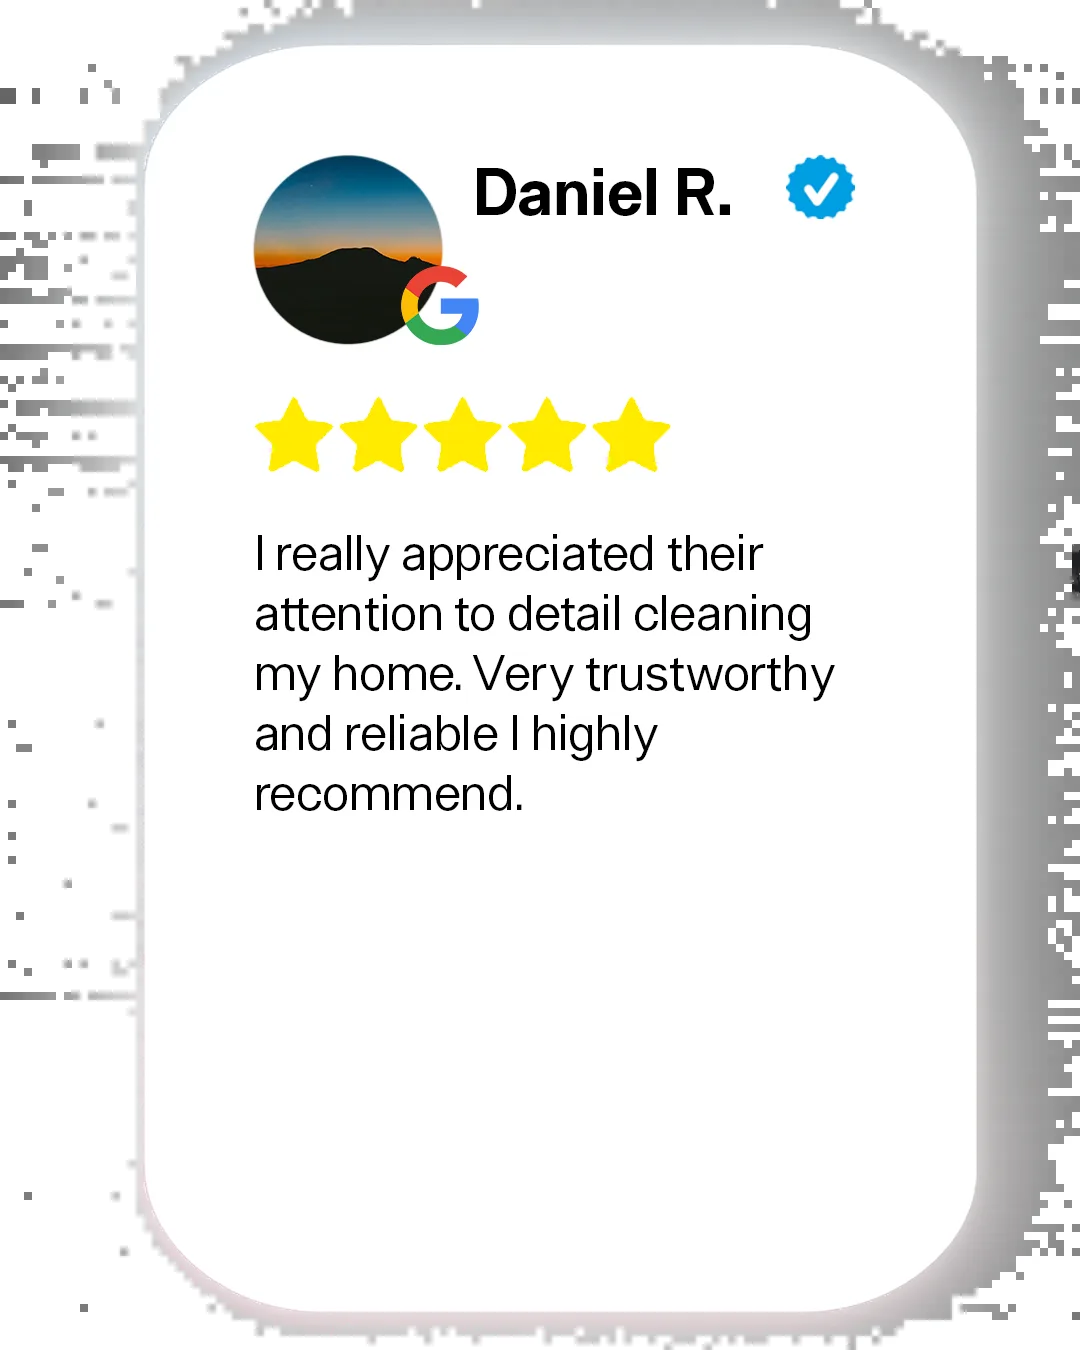 Daniel R.
I really appreciated their
attention to detail cleaning
my home. Very trustworthy
and reliable I highly
recommend.